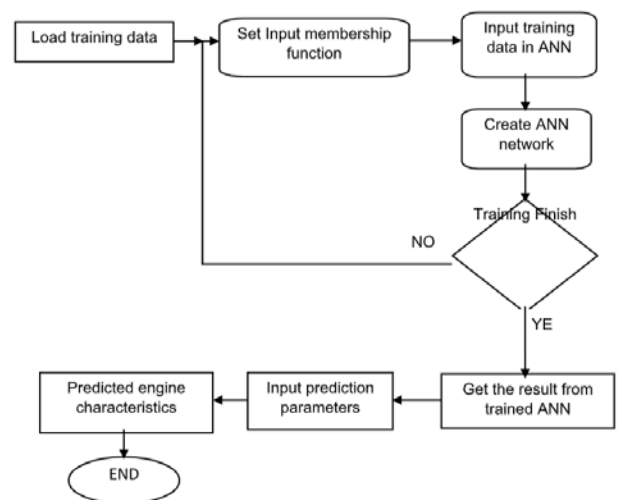 Load training data
Set Input membership
function
Input training
data in ANN
Create ANN
network
Training Finish
NO
YE
Get the result from
trained ANN
Input prediction
parameters
Predicted engine
characteristics
END